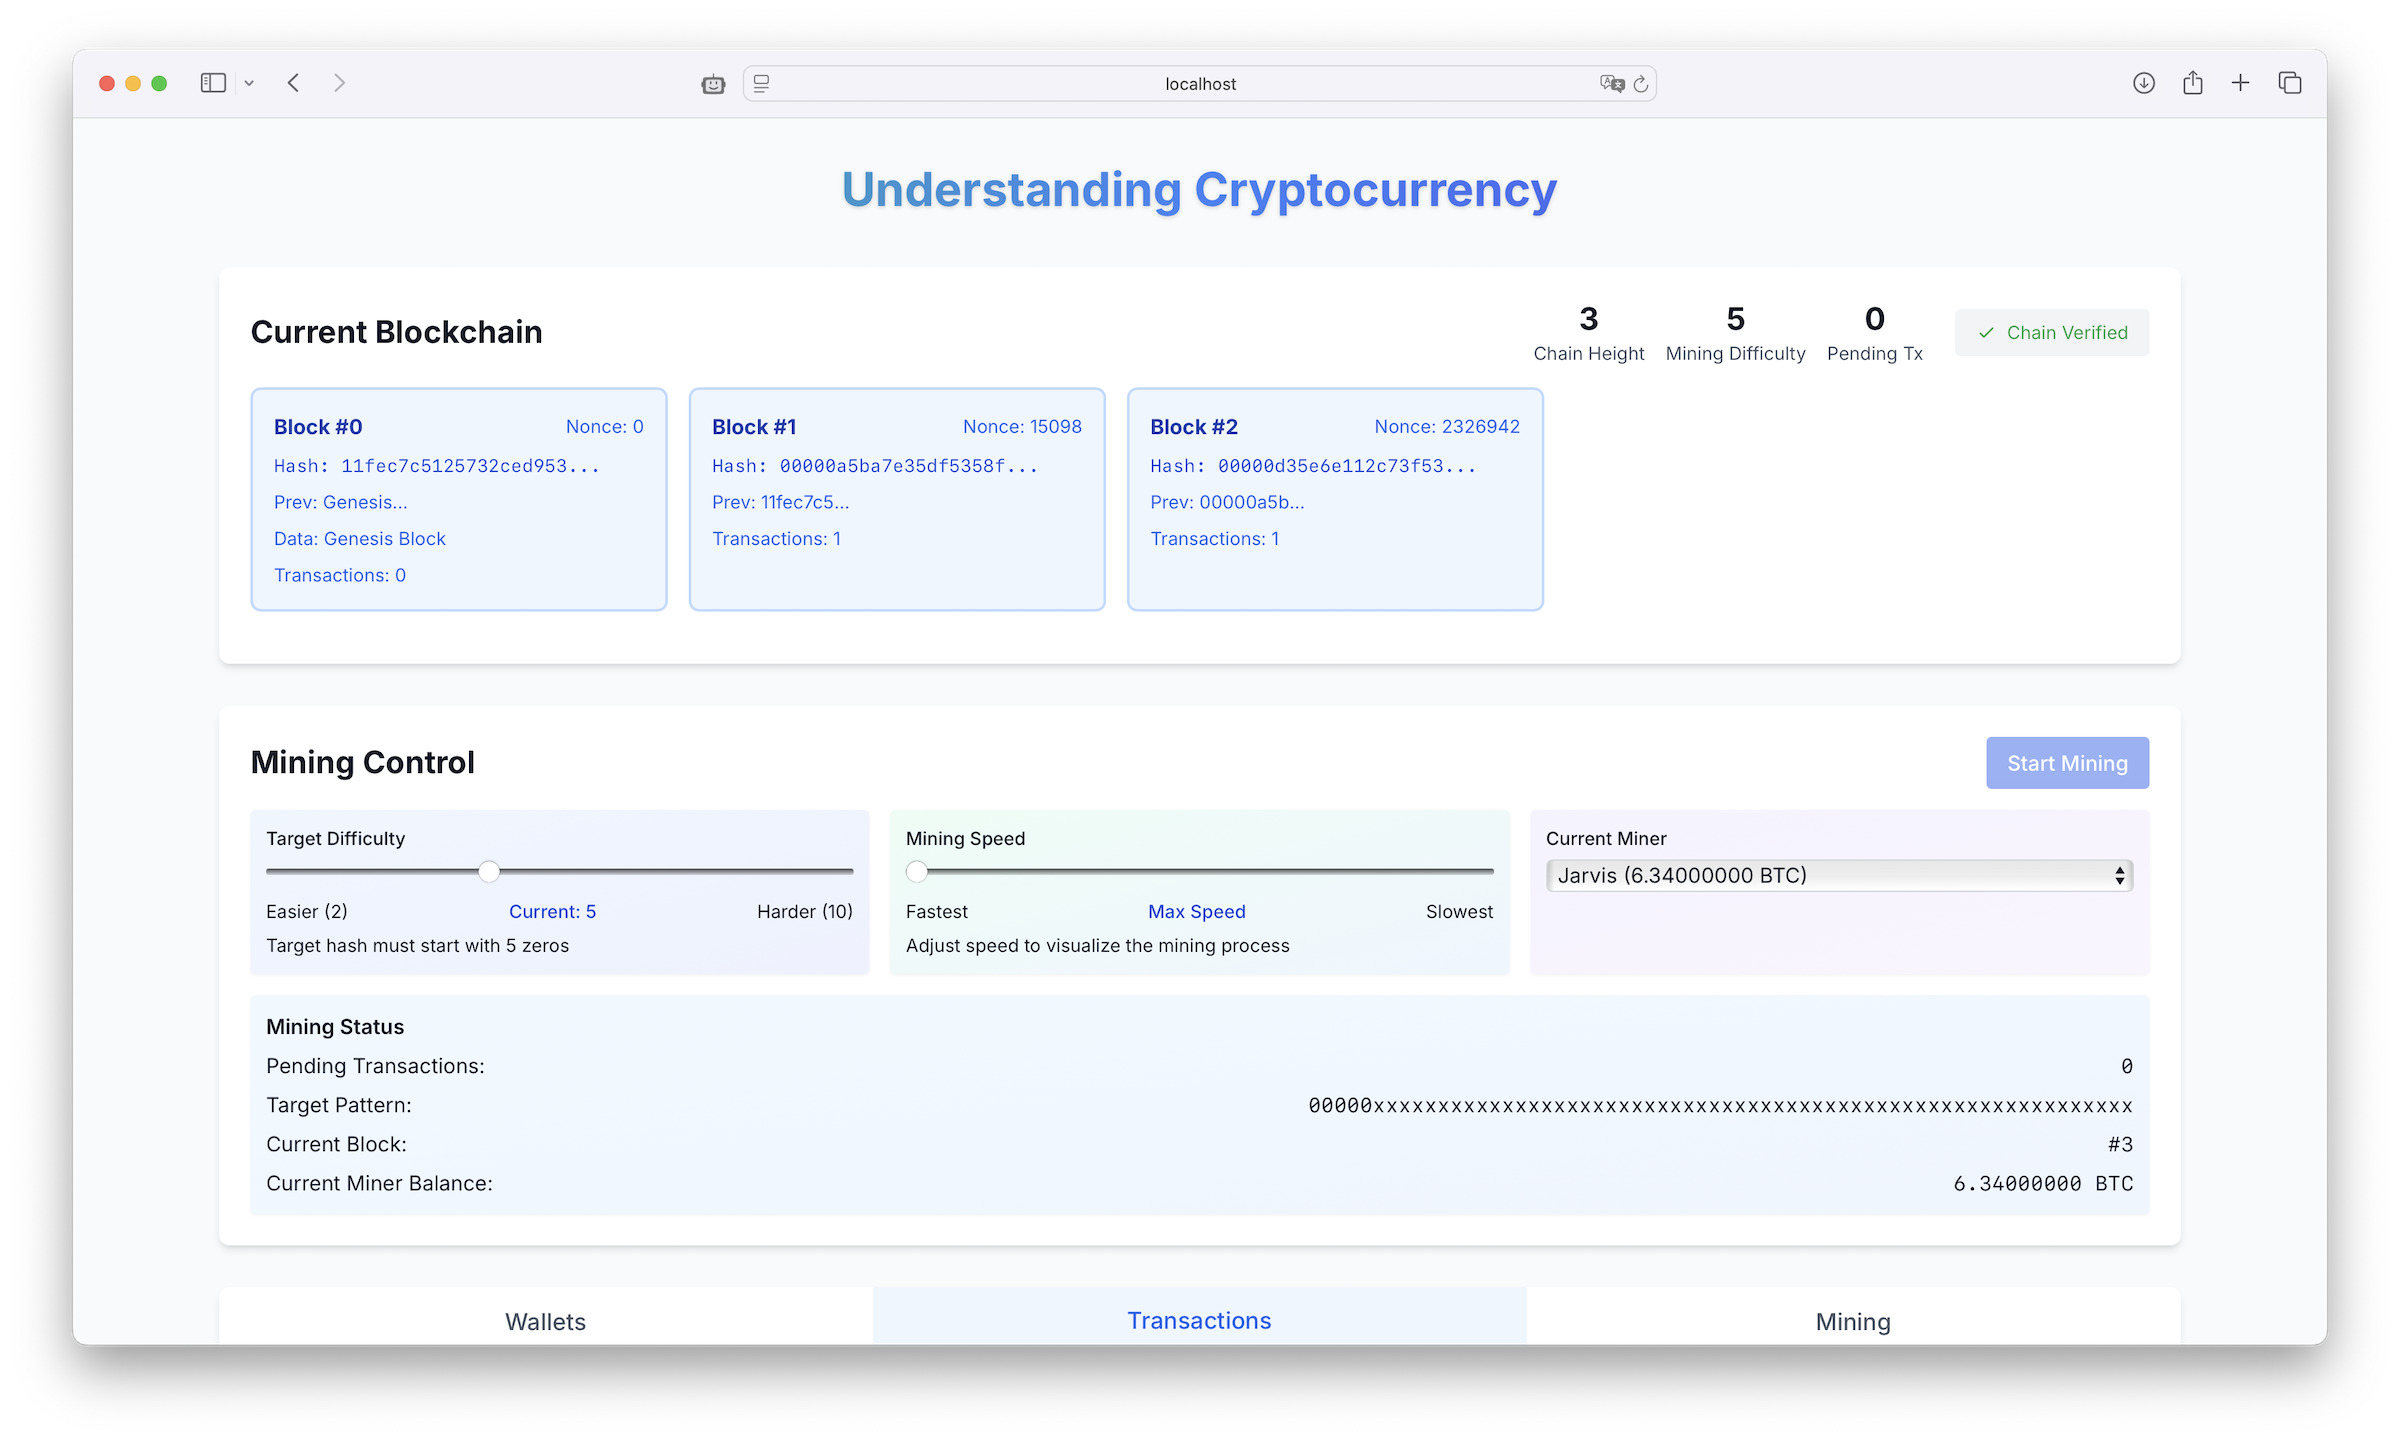 localhost
Understanding Cryptocurrency
Current Blockchain
3
Chain Height
5
Mining Difficulty
0
Pending Tx
Chain Verified
Block #0
Nonce: 0
Hash: 11fec7c5125732ced953...
Prev: Genesis...
Data: Genesis Block
Transactions: 0
Block #1
Nonce: 15098
Hash: 00000a5ba7e35df5358f...
Prev: 11fec7c5...
Transactions: 1
Block #2
Nonce: 2326942
Hash: 00000d35e6e112c73f53...
Prev: 00000a5b...
Transactions: 1
Mining Control
Start Mining
Target Difficulty
Easier (2)
Current: 5
Harder (10)
Target hash must start with 5 zeros
Mining Speed
Fastest
Max Speed
Slowest
Adjust speed to visualize the mining process
Current Miner
Jarvis (6.34000000 BTC)
Mining Status
Pending Transactions: 0
Target Pattern: 00000xxxxxxxxxxxxxxxxxxxxxxxxxxxxxxxxxxxxxxxxxxxxxxxxxxxxxxxxxxx
Current Block: #3
Current Miner Balance: 6.34000000 BTC
Wallets
Transactions
Mining